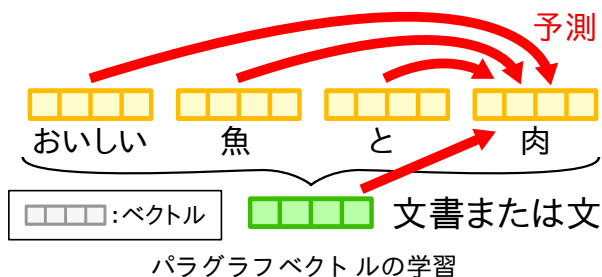 予測
おいしい 魚 と 肉
:ベクトル 文書または文
パラグラフベクトルの学習